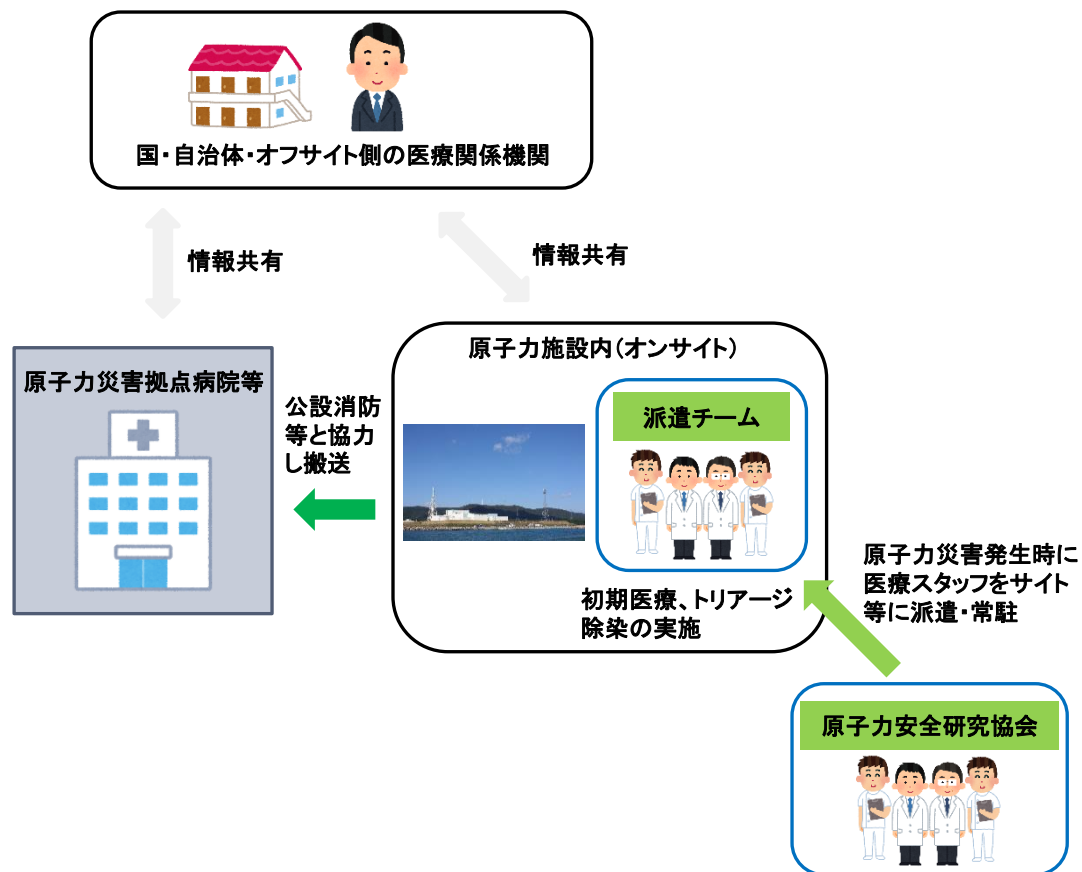 国・自治体・オフサイト側の医療関係機関
情報共有
情報共有
原子力災害拠点病院等
公設消防
等と協力
し搬送
原子力施設内（オンサイト）
派遣チーム
初期医療、トリアージ
除染の実施
原子力災害発生時に
医療スタッフをサイト
等に派遣・常駐
原子力安全研究協会